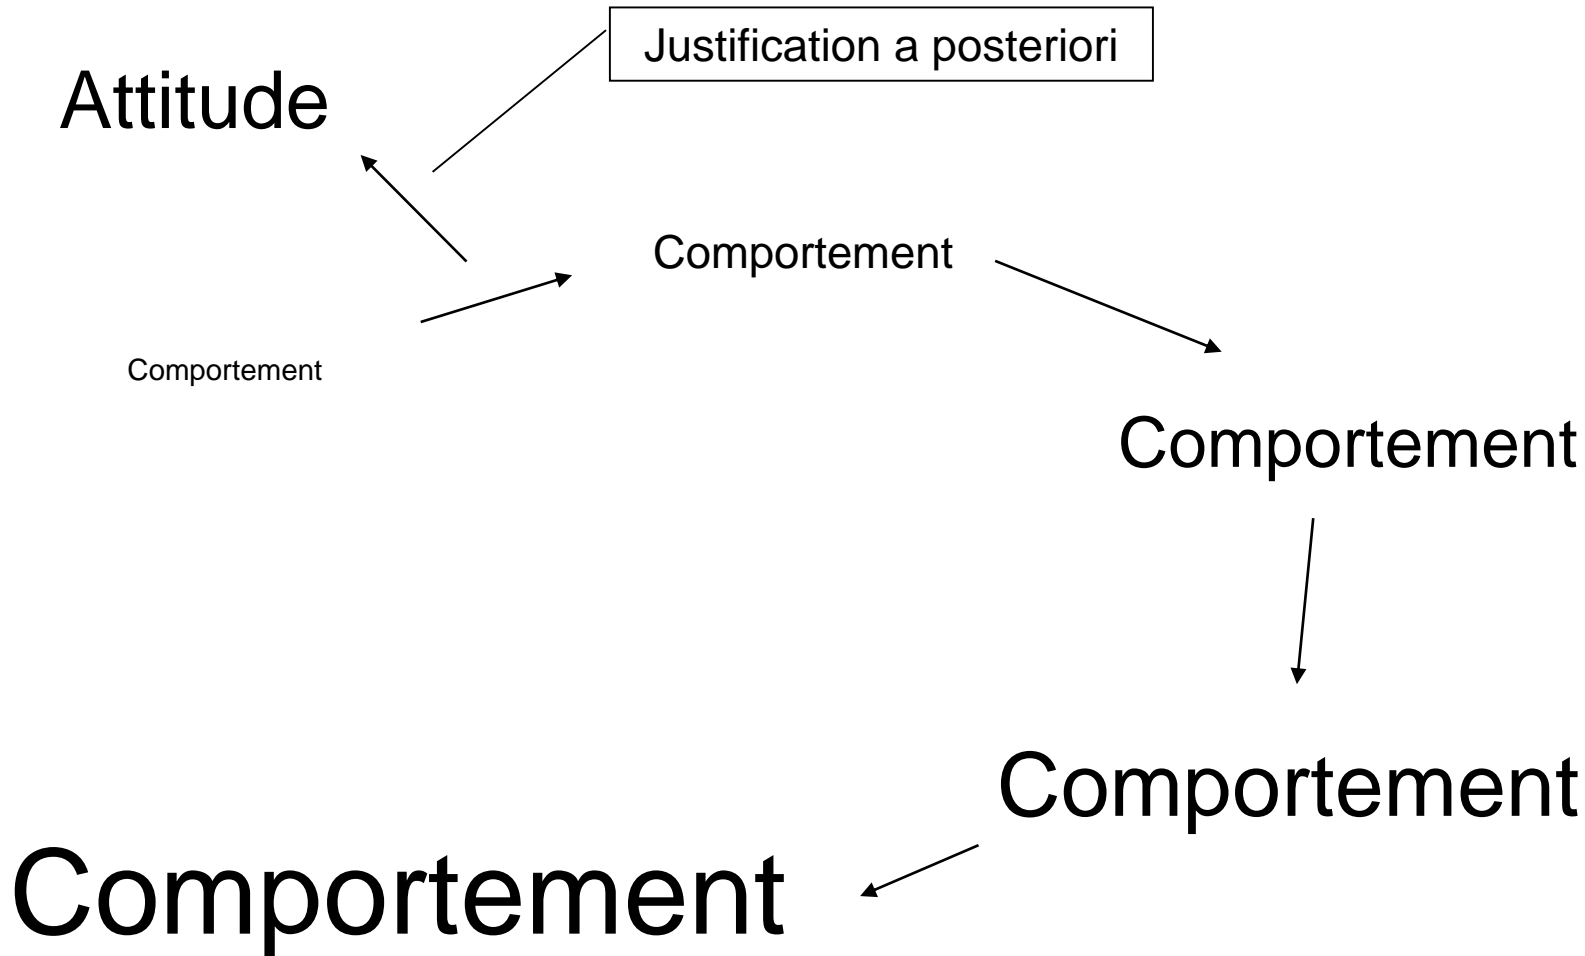 Justification a posteriori
Attitude
Comportement
Comportement
Comportement
Comportement
Comportement